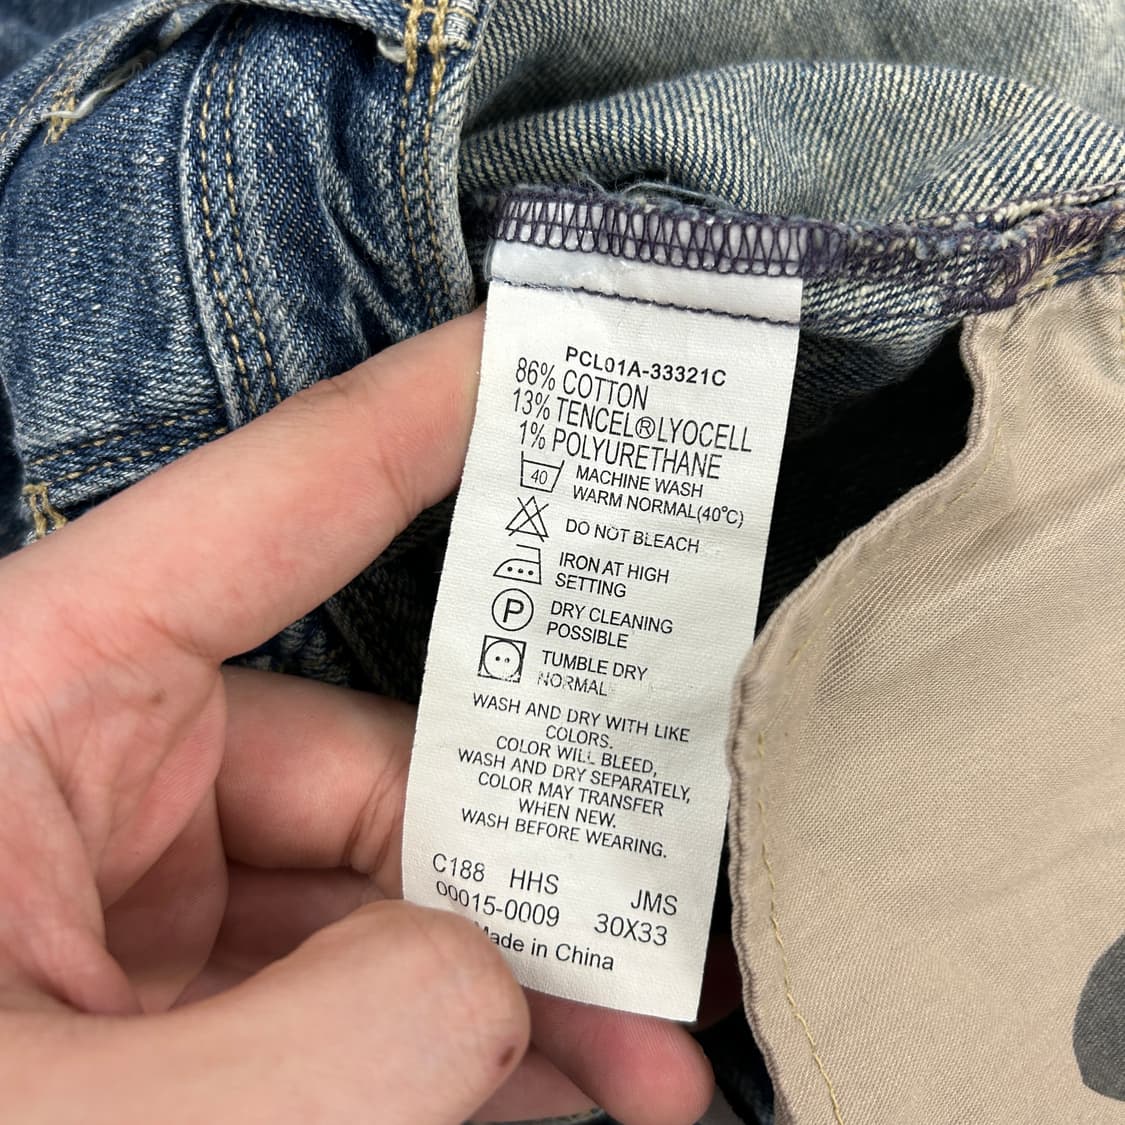 PCL01A-33321C
86% COTTON
13% TENCEL®LYOCELL
1% POLYURETHANE
40
MACHINE WASH
WARM NORMAL(40°C)
DO NOT BLEACH
IRON AT HIGH
SETTING
P
DRY CLEANING
POSSIBLE
TUMBLE DRY
NORMAL
WASH AND DRY WITH LIKE
COLORS.
COLOR WILL BLEED,
WASH AND DRY SEPARATELY,
COLOR MAY TRANSFER
WHEN NEW.
WASH BEFORE WEARING.
C188 HHS JMS
00015-0009 30X33
Made in China